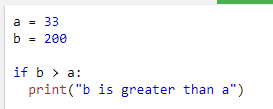 a = 33
b = 200
if b > a:
  print("b is greater than a")